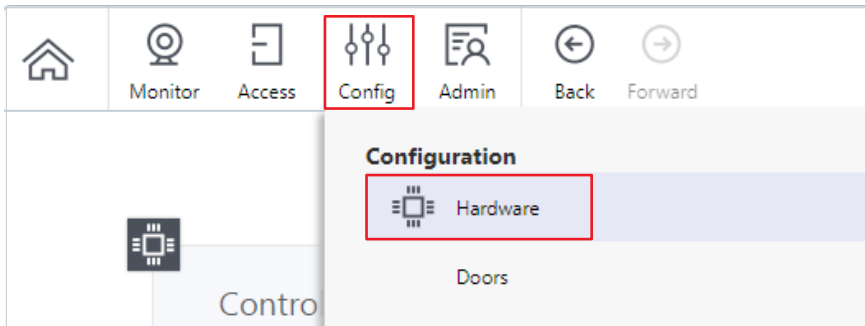 Monitor Access Config Admin Back Forward
Configuration
Hardware
Doors
Contro